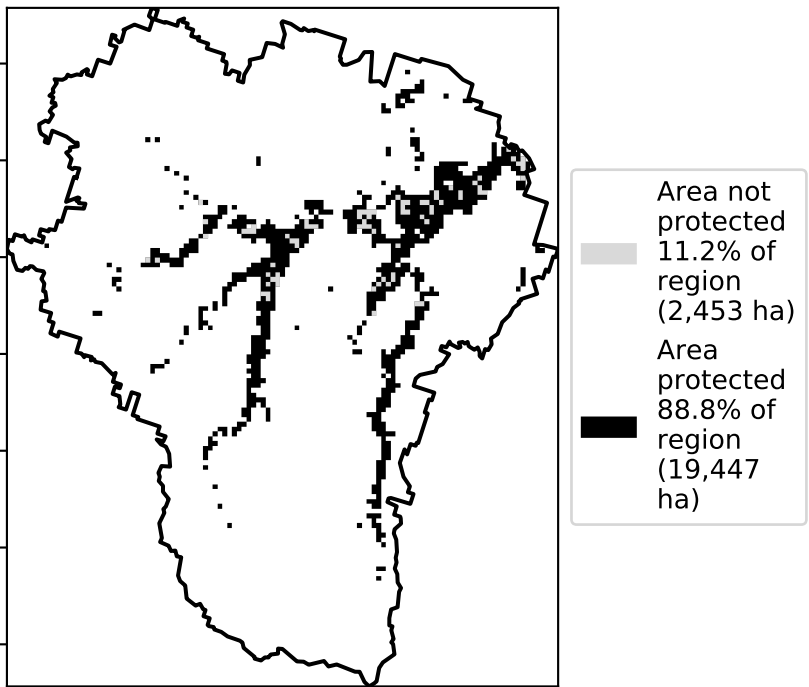 Area not
protected
11.2% of
region
(2,453 ha)
Area
protected
88.8% of
region
(19,447
ha)